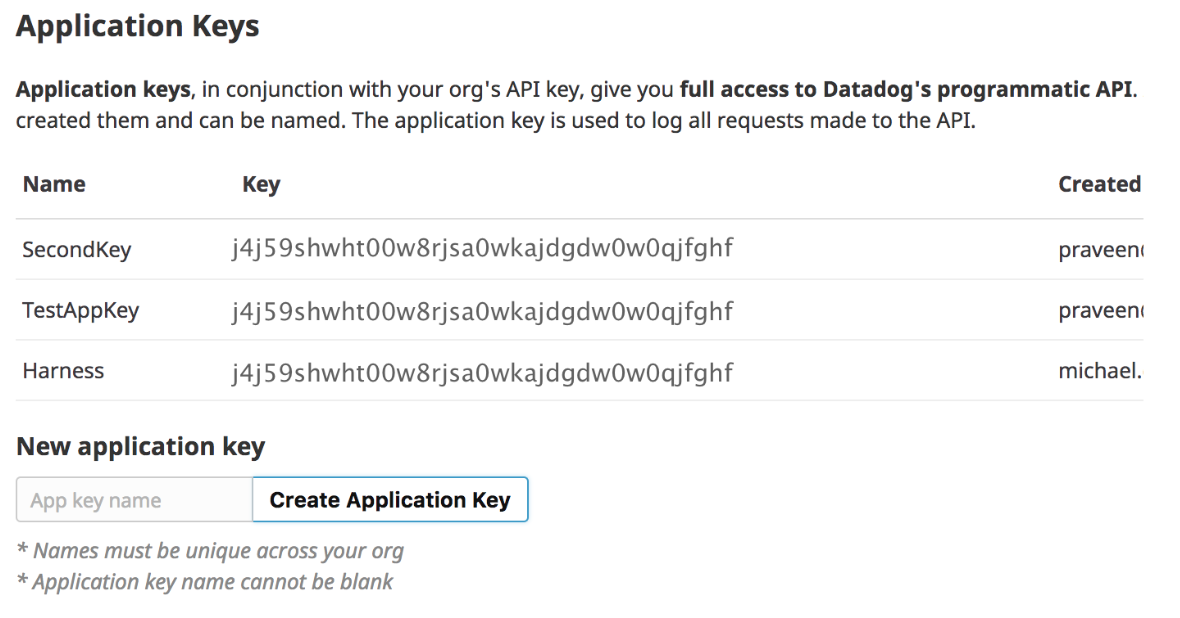 Application Keys
Application keys, in conjunction with your org's API key, give you full access to Datadog's programmatic API.
created them and can be named. The application key is used to log all requests made to the API.
Name Key Created
SecondKey j4j59shwht00w8rjsa0wkajdgdw0w0qjfghf praveen
TestAppKey j4j59shwht00w8rjsa0wkajdgdw0w0qjfghf praveen
Harness j4j59shwht00w8rjsa0wkajdgdw0w0qjfghf michael.
New application key
App key name Create Application Key
* Names must be unique across your org
* Application key name cannot be blank